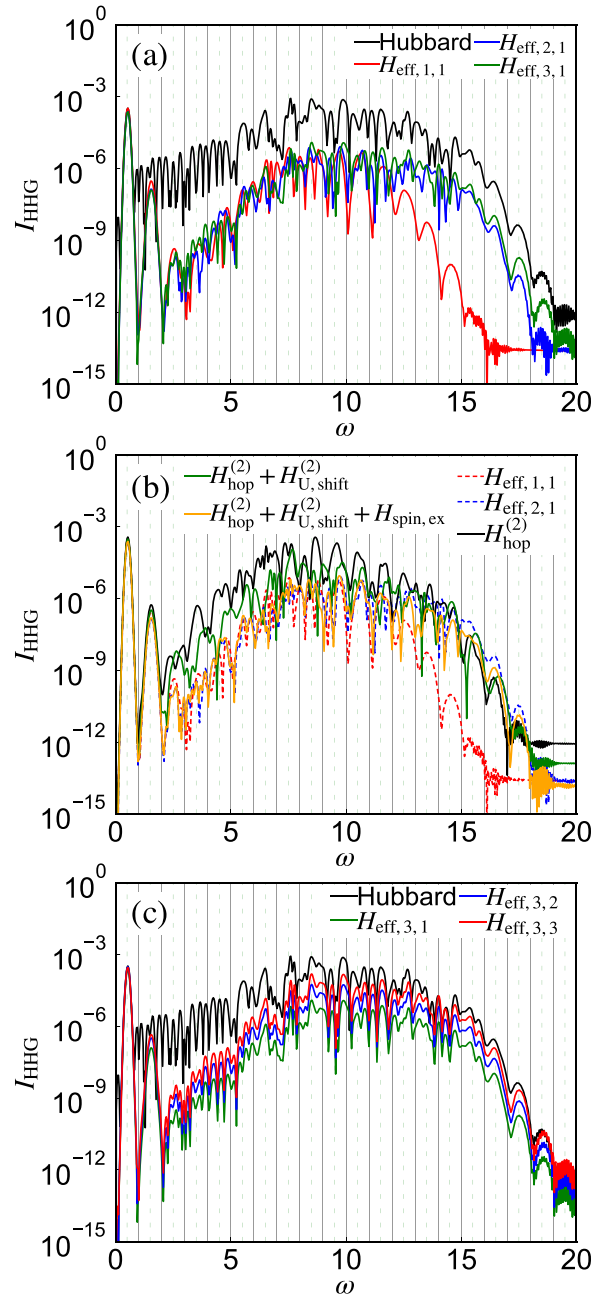 (a)
Hubbard H_eff,2,1
H_eff,1,1 H_eff,3,1
10^0
10^-3
10^-6
10^-9
10^-12
10^-15
I_HHG
0 5 10 15 20
ω
(b)
H_hop^(2) + H_U,shift^(2) H_eff,1,1
H_hop^(2) + H_U,shift^(2) + H_spin,ex H_eff,2,1
H_hop^(2)
10^0
10^-3
10^-6
10^-9
10^-12
10^-15
I_HHG
0 5 10 15 20
ω
(c)
Hubbard H_eff,3,2
H_eff,3,1 H_eff,3,3
10^0
10^-3
10^-6
10^-9
10^-12
10^-15
I_HHG
0 5 10 15 20
ω